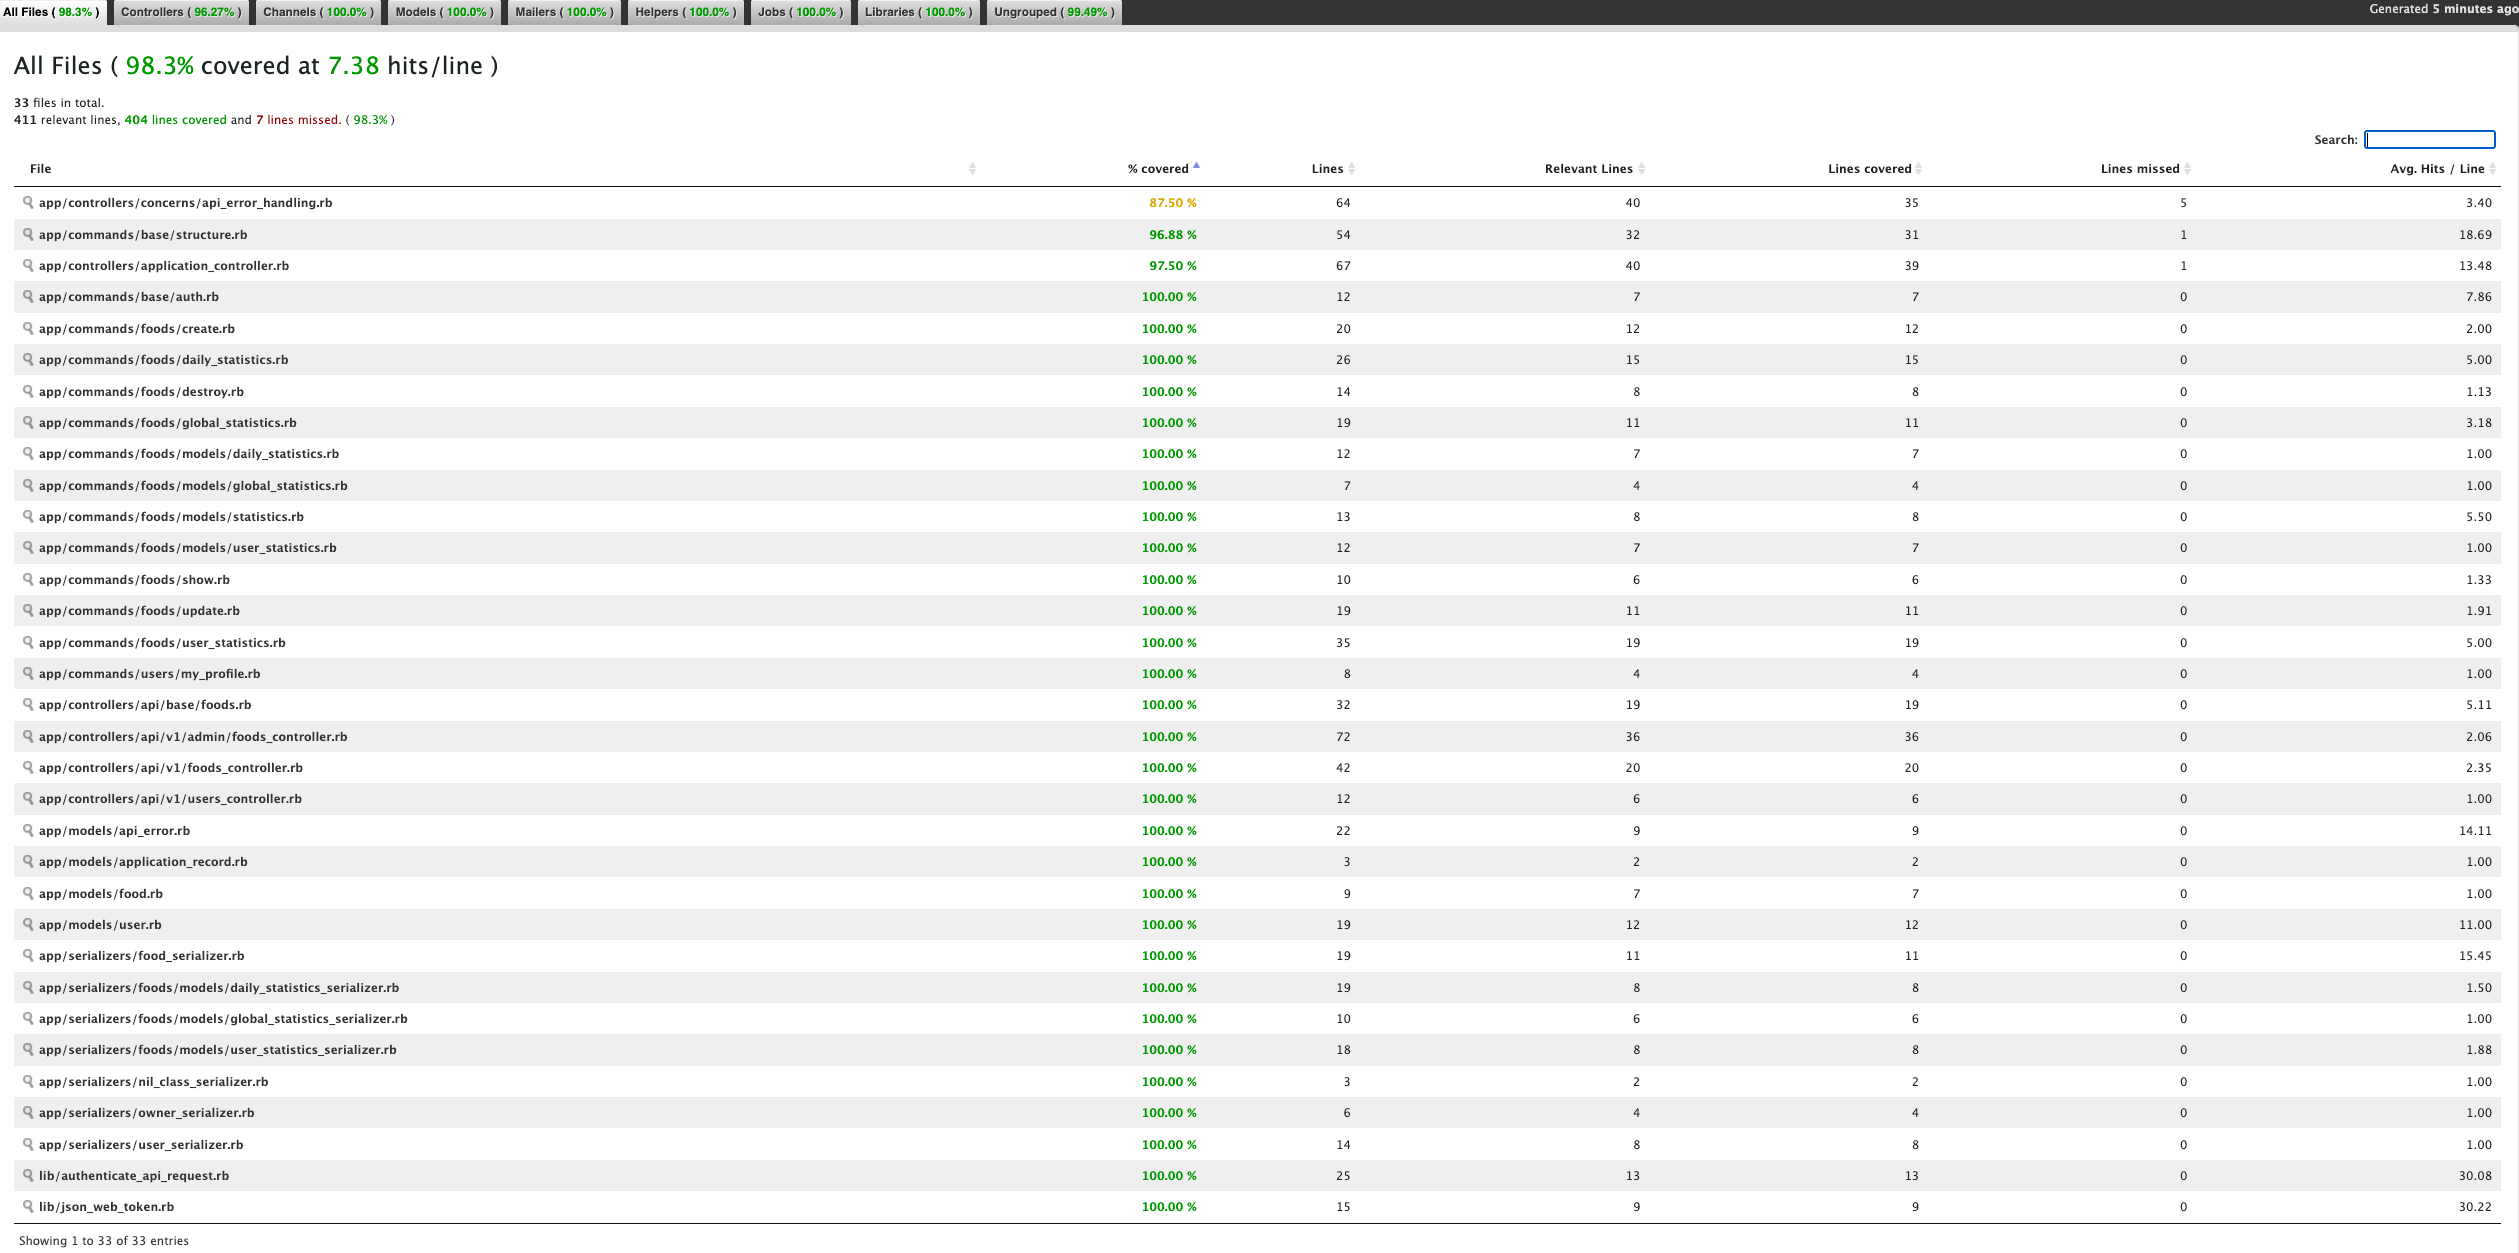 All Files ( 98.3% ) Controllers ( 96.27% ) Channels ( 100.0% ) Models ( 100.0% ) Mailers ( 100.0% ) Helpers ( 100.0% ) Jobs ( 100.0% ) Libraries ( 100.0% ) Ungrouped ( 99.49% ) Generated 5 minutes ago
All Files ( 98.3% covered at 7.38 hits/line )
33 files in total.
411 relevant lines, 404 lines covered and 7 lines missed. ( 98.3% )
Search:
File % covered Lines Relevant Lines Lines covered Lines missed Avg. Hits / Line
app/controllers/concerns/api_error_handling.rb 87.50 % 64 40 35 5 3.40
app/commands/base/structure.rb 96.88 % 54 32 31 1 18.69
app/controllers/application_controller.rb 97.50 % 67 40 39 1 13.48
app/commands/base/auth.rb 100.00 % 12 7 7 0 7.86
app/commands/foods/create.rb 100.00 % 20 12 12 0 2.00
app/commands/foods/daily_statistics.rb 100.00 % 26 15 15 0 5.00
app/commands/foods/destroy.rb 100.00 % 14 8 8 0 1.13
app/commands/foods/global_statistics.rb 100.00 % 19 11 11 0 3.18
app/commands/foods/models/daily_statistics.rb 100.00 % 12 7 7 0 1.00
app/commands/foods/models/global_statistics.rb 100.00 % 7 4 4 0 1.00
app/commands/foods/models/statistics.rb 100.00 % 13 8 8 0 5.50
app/commands/foods/models/user_statistics.rb 100.00 % 12 7 7 0 1.00
app/commands/foods/show.rb 100.00 % 10 6 6 0 1.33
app/commands/foods/update.rb 100.00 % 19 11 11 0 1.91
app/commands/foods/user_statistics.rb 100.00 % 35 19 19 0 5.00
app/commands/users/my_profile.rb 100.00 % 8 4 4 0 1.00
app/controllers/api/base/foods.rb 100.00 % 32 19 19 0 5.11
app/controllers/api/v1/admin/foods_controller.rb 100.00 % 72 36 36 0 2.06
app/controllers/api/v1/foods_controller.rb 100.00 % 42 20 20 0 2.35
app/controllers/api/v1/users_controller.rb 100.00 % 12 6 6 0 1.00
app/models/api_error.rb 100.00 % 22 9 9 0 14.11
app/models/application_record.rb 100.00 % 3 2 2 0 1.00
app/models/food.rb 100.00 % 9 7 7 0 1.00
app/models/user.rb 100.00 % 19 12 12 0 11.00
app/serializers/food_serializer.rb 100.00 % 19 11 11 0 15.45
app/serializers/foods/models/daily_statistics_serializer.rb 100.00 % 19 8 8 0 1.50
app/serializers/foods/models/global_statistics_serializer.rb 100.00 % 10 6 6 0 1.00
app/serializers/foods/models/user_statistics_serializer.rb 100.00 % 18 8 8 0 1.88
app/serializers/nil_class_serializer.rb 100.00 % 3 2 2 0 1.00
app/serializers/owner_serializer.rb 100.00 % 6 4 4 0 1.00
app/serializers/user_serializer.rb 100.00 % 14 8 8 0 1.00
lib/authenticate_api_request.rb 100.00 % 25 13 13 0 30.08
lib/json_web_token.rb 100.00 % 15 9 9 0 30.22
Showing 1 to 33 of 33 entries